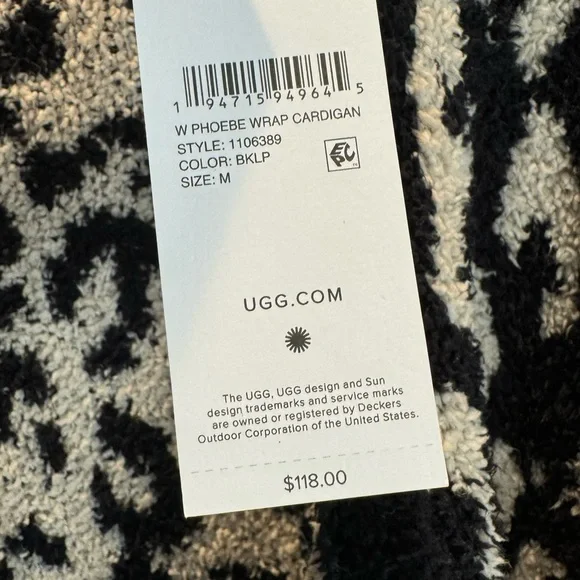 1 94715 94964 5
W PHOEBE WRAP CARDIGAN
STYLE: 1106389
COLOR: BKLP
SIZE: M
EPC
UGG.COM
The UGG, UGG design and Sun
design trademarks and service marks
are owned or registered by Deckers
Outdoor Corporation of the United States.
$118.00